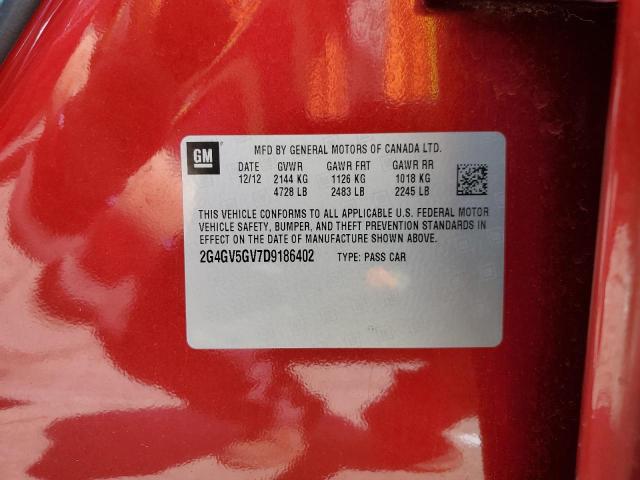 GM
MFD BY GENERAL MOTORS OF CANADA LTD.
DATE GVWR GAWR FRT GAWR RR
12/12 2144 KG 1126 KG 1018 KG
4728 LB 2483 LB 2245 LB
THIS VEHICLE CONFORMS TO ALL APPLICABLE U.S. FEDERAL MOTOR
VEHICLE SAFETY, BUMPER, AND THEFT PREVENTION STANDARDS IN
EFFECT ON THE DATE OF MANUFACTURE SHOWN ABOVE.
2G4GV5GV7D9186402 TYPE: PASS CAR